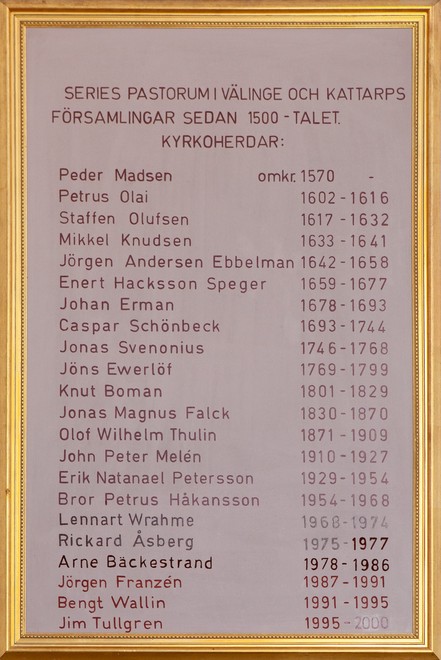 SERIES PASTORUM I VÄLINGE OCH KATTARPS
FÖRSAMLINGAR SEDAN 1500-TALET.
KYRKOHERDAR:
Peder Madsen omkr. 1570 -
Petrus Olai 1602-1616
Staffen Olufsen 1617-1632
Mikkel Knudsen 1633-1641
Jörgen Andersen Ebbelman 1642-1658
Enert Hacksson Speger 1659-1677
Johan Erman 1678-1693
Caspar Schönbeck 1693-1744
Jonas Svenonius 1746-1768
Jöns Ewerlöf 1769-1799
Knut Boman 1801-1829
Jonas Magnus Falck 1830-1870
Olof Wilhelm Thulin 1871-1909
John Peter Melén 1910-1927
Erik Natanael Petersson 1929-1954
Bror Petrus Håkansson 1954-1968
Lennart Wrahme 1968-1974
Rickard Åsberg 1975-1977
Arne Bäckestrand 1978-1986
Jörgen Franzén 1987-1991
Bengt Wallin 1991-1995
Jim Tullgren 1995-2000